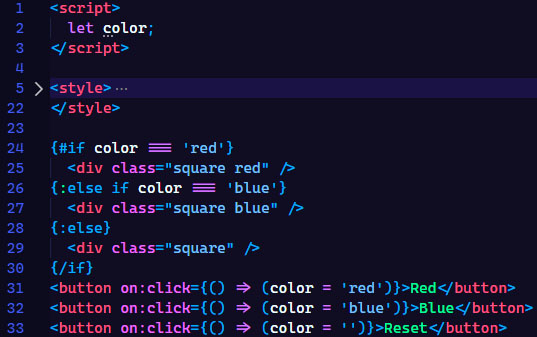 1 <script>
2 let color;
3 </script>
4
5 <style>···
22 </style>
23
24 {#if color === 'red'}
25 <div class="square red" />
26 {:else if color === 'blue'}
27 <div class="square blue" />
28 {:else}
29 <div class="square" />
30 {/if}
31 <button on:click={() => (color = 'red')}>Red</button>
32 <button on:click={() => (color = 'blue')}>Blue</button>
33 <button on:click={() => (color = '')}>Reset</button>